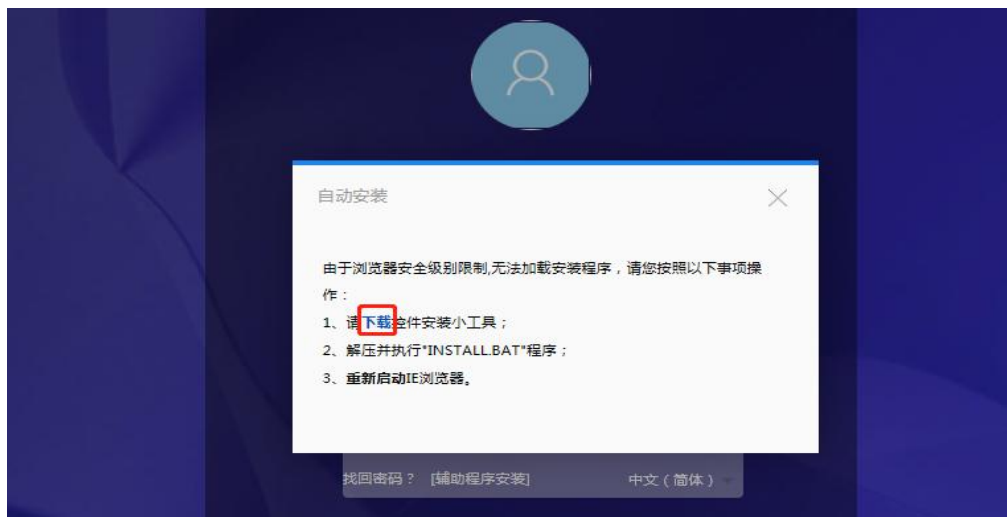 自动安装
由于浏览器安全级别限制,无法加载安装程序，请您按照以下事项操
作：
1、请下载控件安装小工具；
2、解压并执行"INSTALL.BAT"程序；
3、重新启动IE浏览器。
找回密码？ [辅助程序安装] 中文（简体）